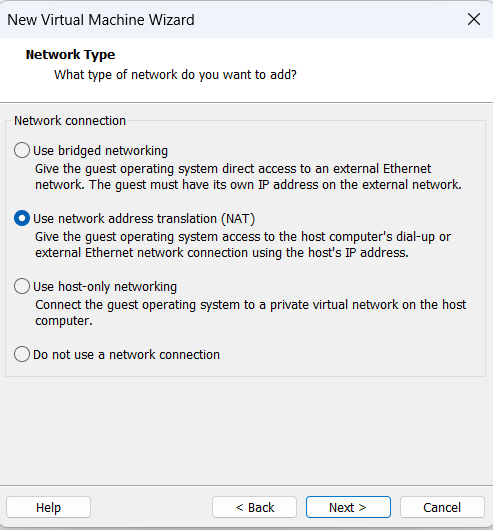 New Virtual Machine Wizard
Network Type
What type of network do you want to add?
Network connection
Use bridged networking
Give the guest operating system direct access to an external Ethernet
network. The guest must have its own IP address on the external network.
Use network address translation (NAT)
Give the guest operating system access to the host computer's dial-up or
external Ethernet network connection using the host's IP address.
Use host-only networking
Connect the guest operating system to a private virtual network on the host
computer.
Do not use a network connection
Help
< Back
Next >
Cancel